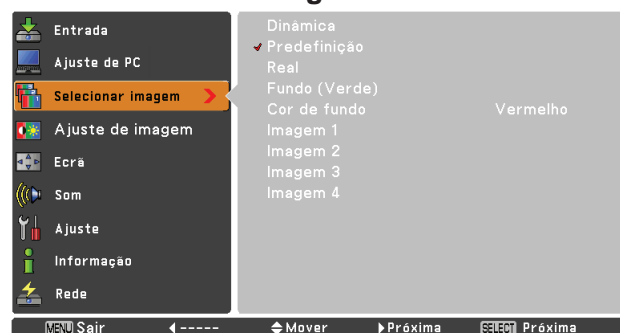 Entrada
Ajuste de PC
Selecionar imagem
Ajuste de imagem
Ecrã
Som
Ajuste
Informação
Rede
Dinâmica
Predefinição
Real
Fundo (Verde)
Cor de fundo Vermelho
Imagem 1
Imagem 2
Imagem 3
Imagem 4
MENU Sair ----- Mover Próxima SELECT Próxima